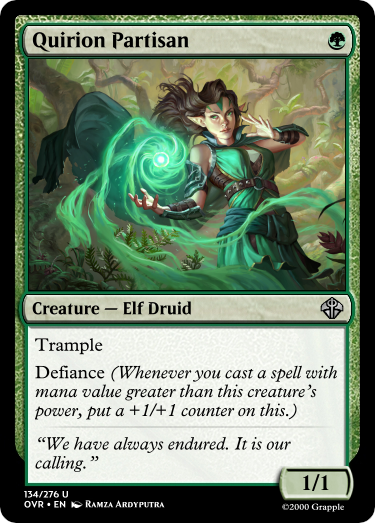 Quirion Partisan
Creature — Elf Druid
Trample
Defiance (Whenever you cast a spell with
mana value greater than this creature's
power, put a +1/+1 counter on this.)
“We have always endured. It is our
calling.”
1/1
134/276 U
OVR • EN Ramza Ardyputra
©2000 Grapple